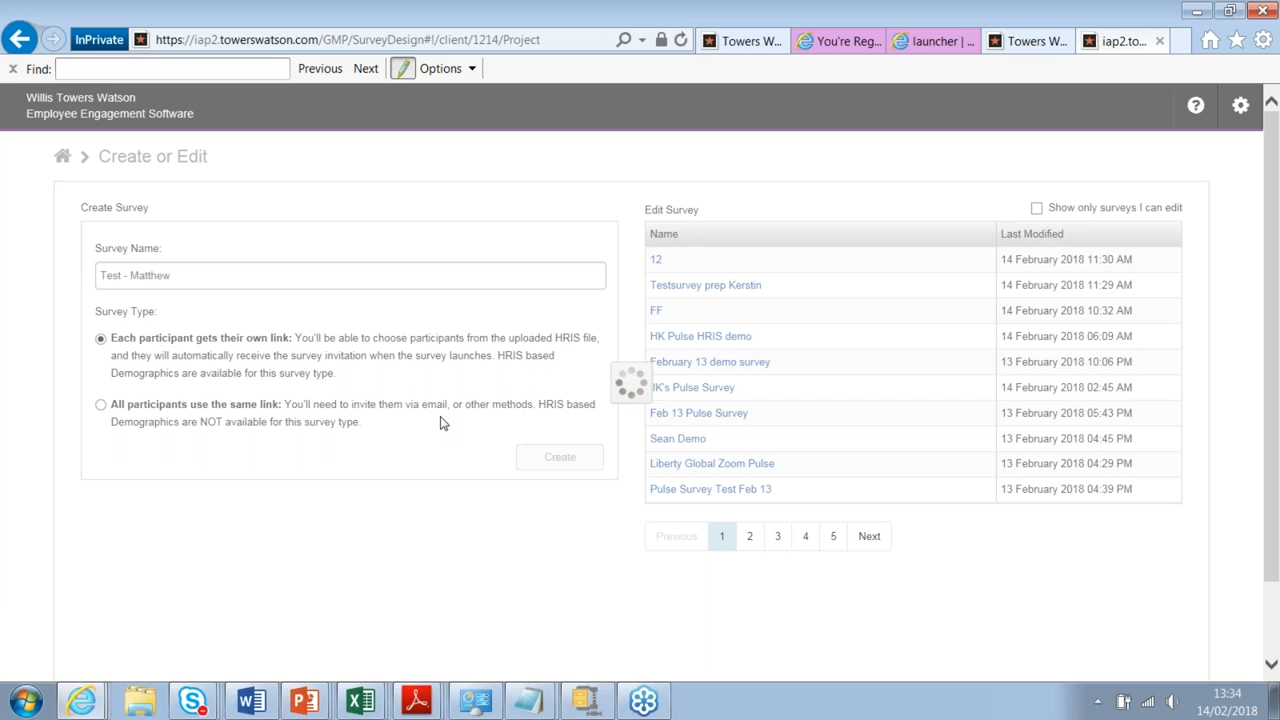 InPrivate
https://iap2.towerswatson.com/GMP/SurveyDesign#!/client/1214/Project
Towers W...
You're Reg...
launcher | ...
Towers W...
iap2.to...
x Find:
Previous
Next
Options
Willis Towers Watson
Employee Engagement Software
Create or Edit
Create Survey
Survey Name:
Test - Matthew
Survey Type:
Each participant gets their own link: You'll be able to choose participants from the uploaded HRIS file,
and they will automatically receive the survey invitation when the survey launches. HRIS based
Demographics are available for this survey type.
All participants use the same link: You'll need to invite them via email, or other methods. HRIS based
Demographics are NOT available for this survey type.
Create
Edit Survey
Show only surveys I can edit
Name Last Modified
12 14 February 2018 11:30 AM
Testsurvey prep Kerstin 14 February 2018 11:29 AM
FF 14 February 2018 10:32 AM
HK Pulse HRIS demo 14 February 2018 06:09 AM
February 13 demo survey 13 February 2018 10:06 PM
JK's Pulse Survey 14 February 2018 02:45 AM
Feb 13 Pulse Survey 13 February 2018 05:43 PM
Sean Demo 13 February 2018 04:45 PM
Liberty Global Zoom Pulse 13 February 2018 04:29 PM
Pulse Survey Test Feb 13 13 February 2018 04:39 PM
Previous 1 2 3 4 5 Next
13:34
14/02/2018